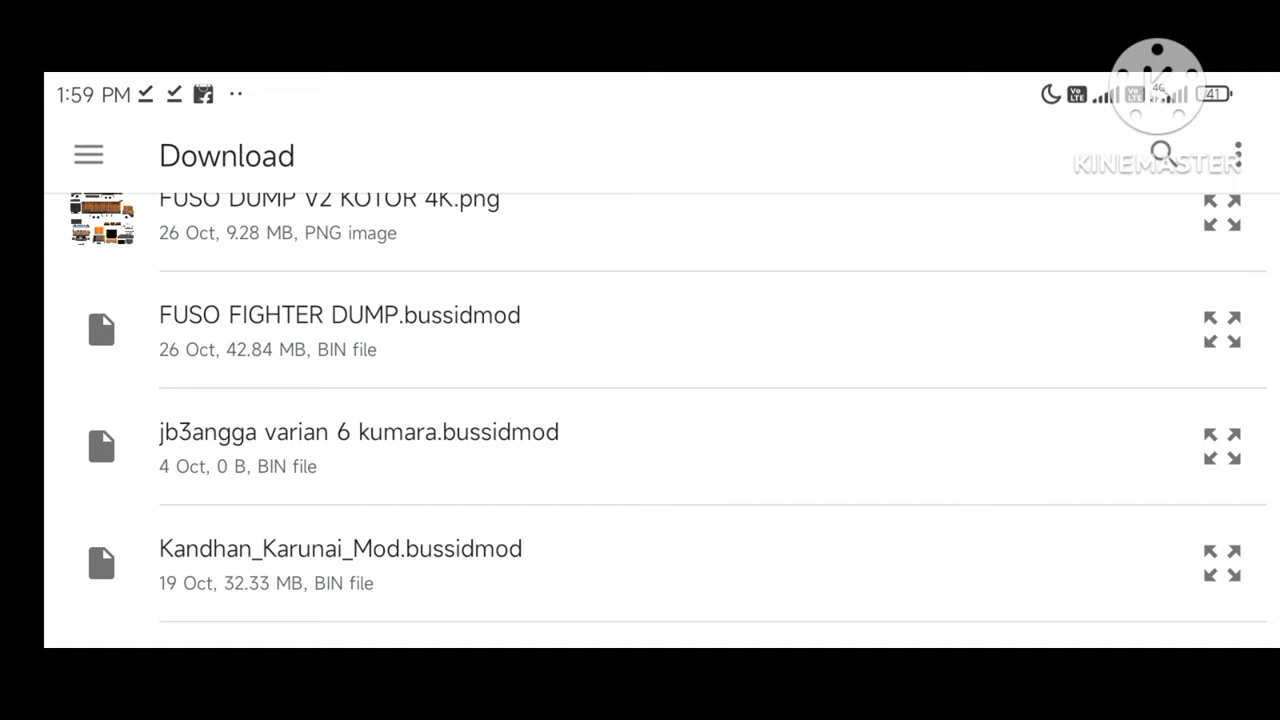 1:59 PM
41
Download
KINEMASTER
FUSO DUMP V2 KOTOR 4K.png
26 Oct, 9.28 MB, PNG image
FUSO FIGHTER DUMP.bussidmod
26 Oct, 42.84 MB, BIN file
jb3angga varian 6 kumara.bussidmod
4 Oct, 0 B, BIN file
Kandhan_Karunai_Mod.bussidmod
19 Oct, 32.33 MB, BIN file